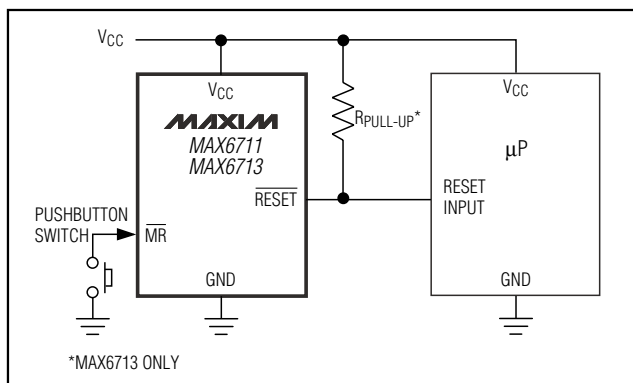 VCC
VCC
MAXIM
MAX6711
MAX6713
RPULL-UP*
VCC
μP
RESET
RESET
INPUT
PUSHBUTTON
SWITCH
MR
GND
GND
*MAX6713 ONLY